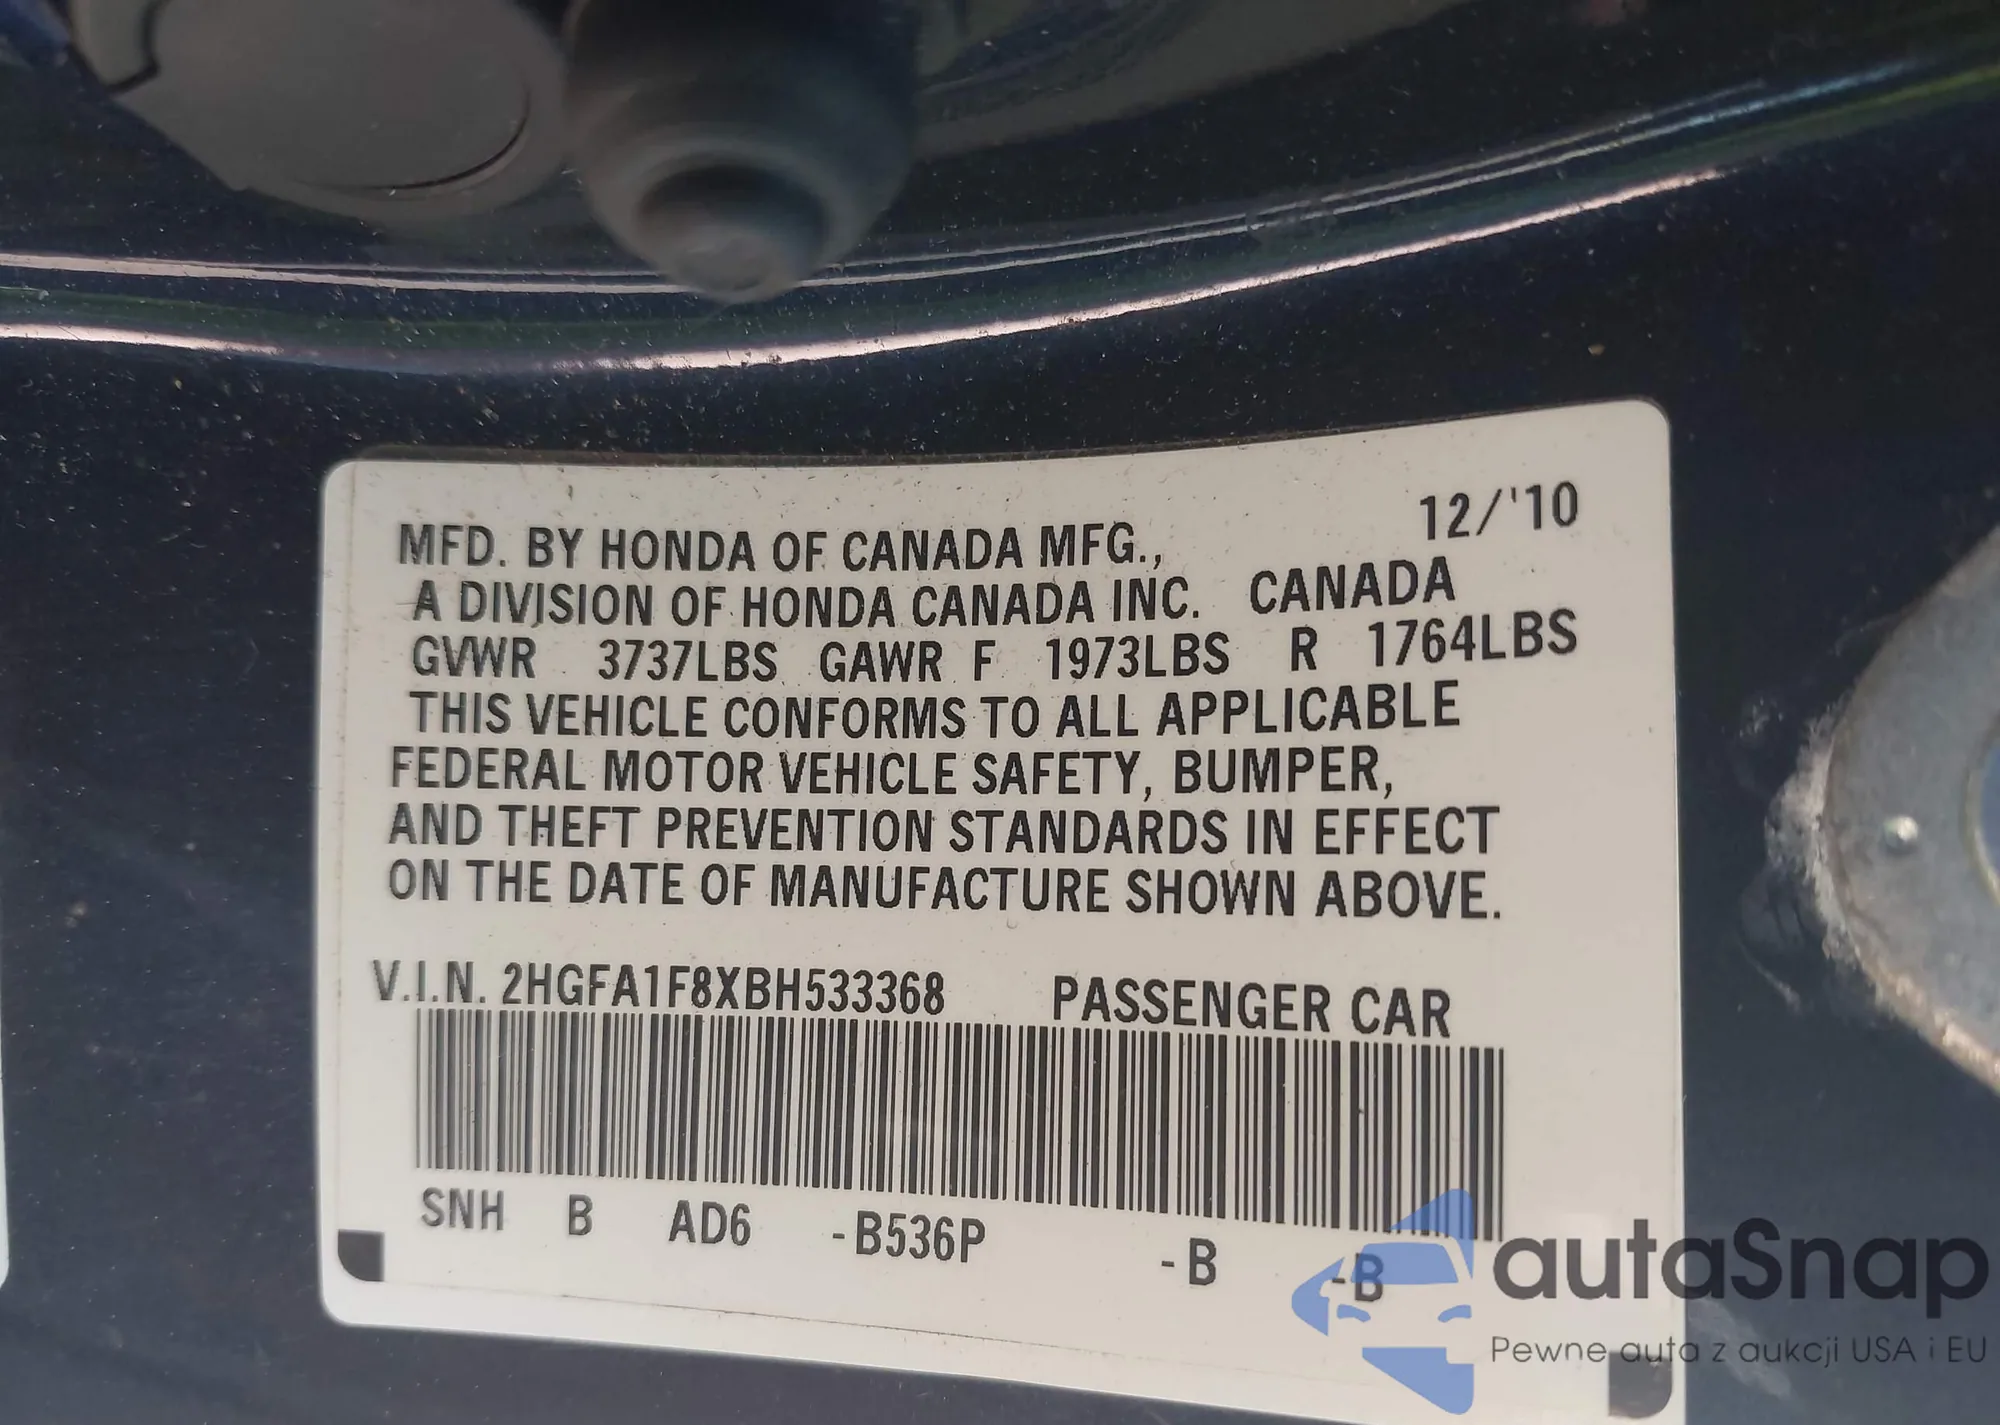 12/'10
MFD. BY HONDA OF CANADA MFG.,
A DIVISION OF HONDA CANADA INC. CANADA
GVWR 3737LBS GAWR F 1973LBS R 1764LBS
THIS VEHICLE CONFORMS TO ALL APPLICABLE
FEDERAL MOTOR VEHICLE SAFETY, BUMPER,
AND THEFT PREVENTION STANDARDS IN EFFECT
ON THE DATE OF MANUFACTURE SHOWN ABOVE.
V.I.N. 2HGFA1F8XBH533368 PASSENGER CAR
SNH B AD6 -B536P -B -B
autaSnap
Pewne auta z aukcji USA i EU